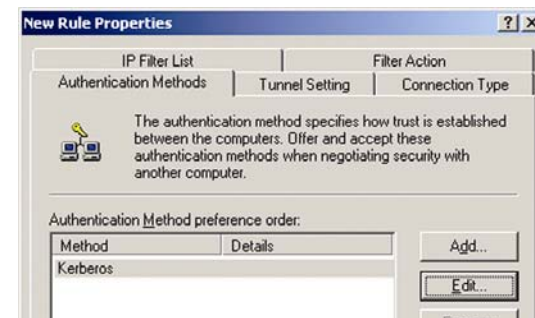 New Rule Properties
IP Filter List
Filter Action
Authentication Methods
Tunnel Setting
Connection Type
The authentication method specifies how trust is established
between the computers. Offer and accept these
authentication methods when negotiating security with
another computer.
Authentication Method preference order:
Method
Details
Add...
Kerberos
Edit...